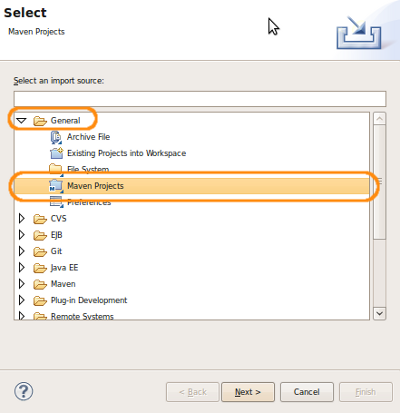 Select
Maven Projects
Select an import source:
General
Archive File
Existing Projects into Workspace
File System
Maven Projects
Preferences
CVS
EJB
Git
Java EE
Maven
Plug-in Development
Remote Systems
?
< Back
Next >
Cancel
Finish